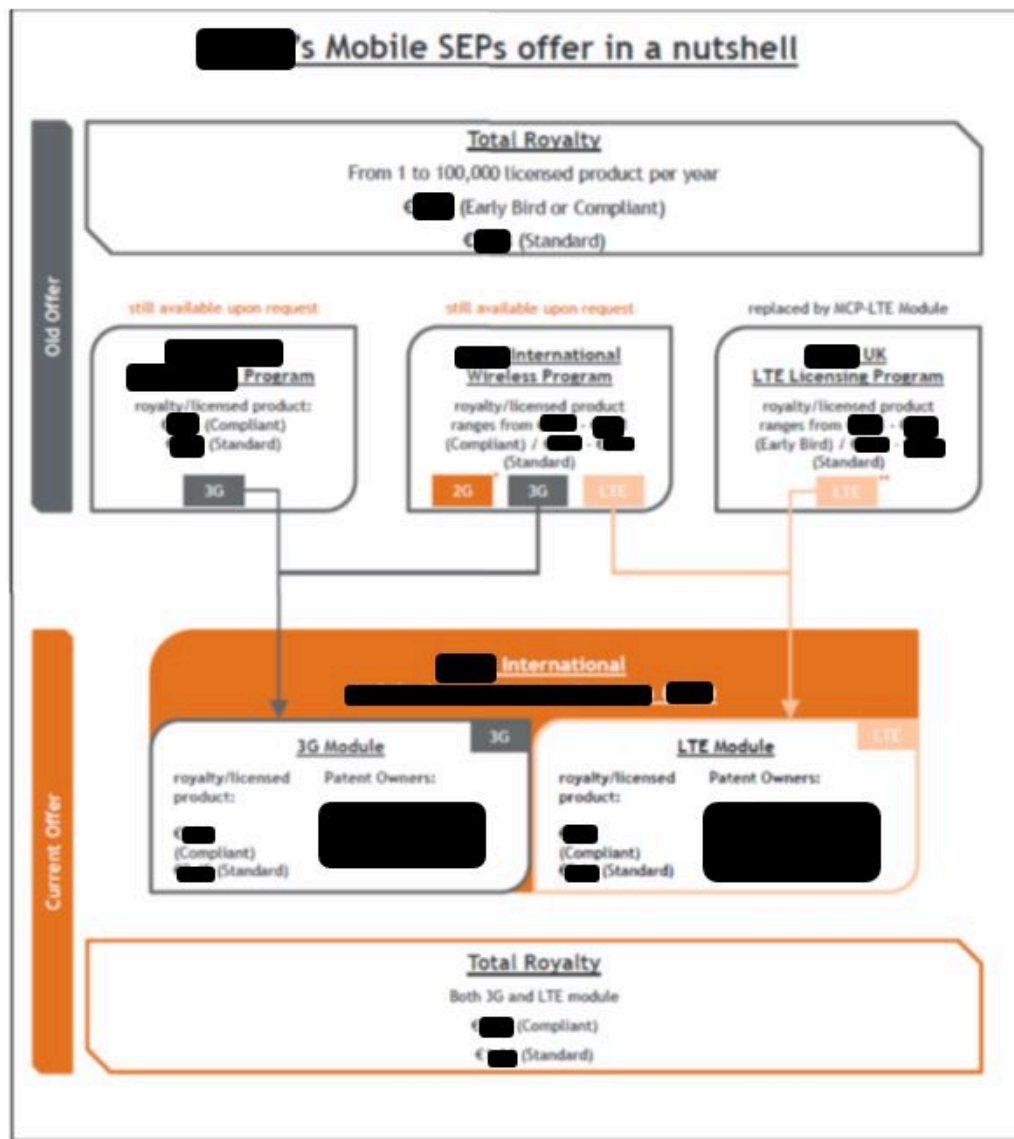 's Mobile SEPs offer in a nutshell
Old Offer
Total Royalty
From 1 to 100,000 licensed product per year
€ (Early Bird or Compliant)
€ (Standard)
still available upon request
Program
royalty/licensed product:
€ (Compliant)
(Standard)
3G
still available upon request
International
Wireless Program
royalty/licensed product
ranges from € -
(Compliant) / € - €
(Standard)
2G*
3G
LTE
replaced by MCP-LTE Module
UK
LTE Licensing Program
royalty/licensed product
ranges from € - €
(Early Bird) / € -
(Standard)
LTE**
Current Offer
International
3G Module
3G
royalty/licensed
product:
€
(Compliant)
€ (Standard)
Patent Owners:
LTE Module
LTE
royalty/licensed
product:
€
(Compliant)
€ (Standard)
Patent Owners:
Total Royalty
Both 3G and LTE module
€ (Compliant)
€ (Standard)